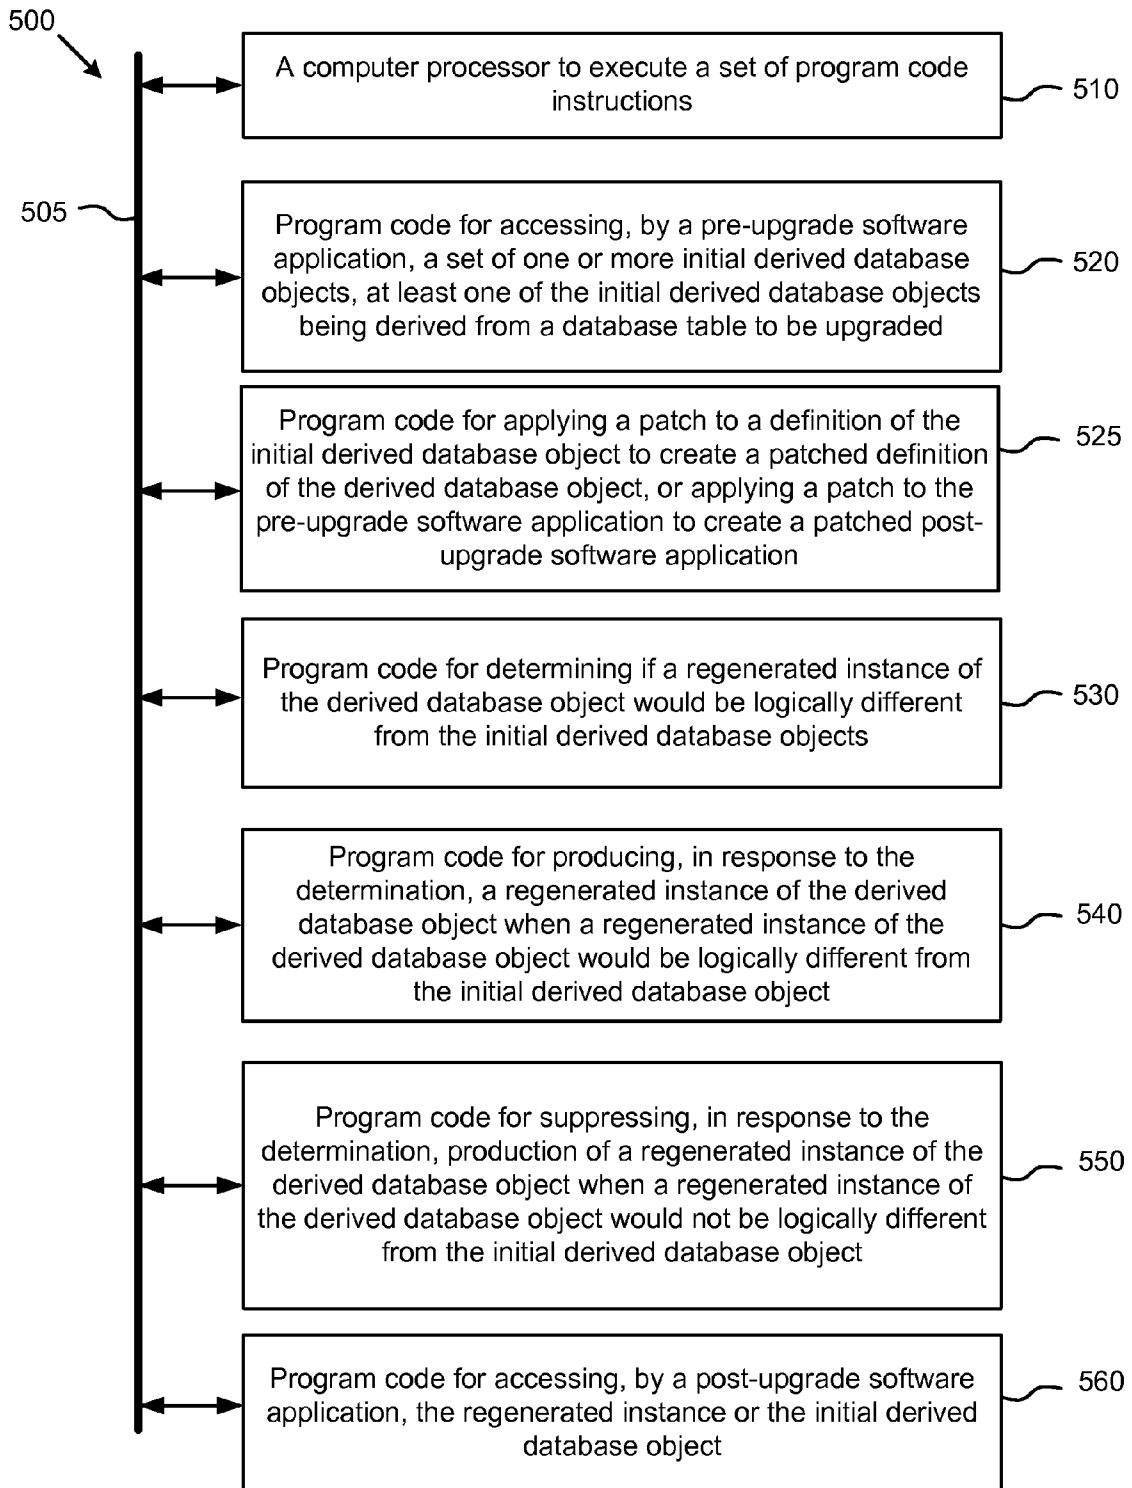 500
A computer processor to execute a set of program code
instructions
510
505
Program code for accessing, by a pre-upgrade software
application, a set of one or more initial derived database
objects, at least one of the initial derived database objects
being derived from a database table to be upgraded
520
Program code for applying a patch to a definition of the
initial derived database object to create a patched definition
of the derived database object, or applying a patch to the
pre-upgrade software application to create a patched post-
upgrade software application
525
Program code for determining if a regenerated instance of
the derived database object would be logically different
from the initial derived database objects
530
Program code for producing, in response to the
determination, a regenerated instance of the derived
database object when a regenerated instance of the
derived database object would be logically different from
the initial derived database object
540
Program code for suppressing, in response to the
determination, production of a regenerated instance of the
derived database object when a regenerated instance of
the derived database object would not be logically different
from the initial derived database object
550
Program code for accessing, by a post-upgrade software
application, the regenerated instance or the initial derived
database object
560